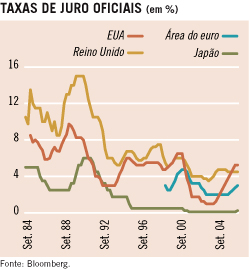 TAXAS DE JURO OFICIAIS (em %)
EUA
Área do euro
Reino Unido
Japão
16
12
8
4
0
Set. 84
Set. 88
Set. 92
Set. 96
Set. 00
Set. 04
Fonte: Bloomberg.